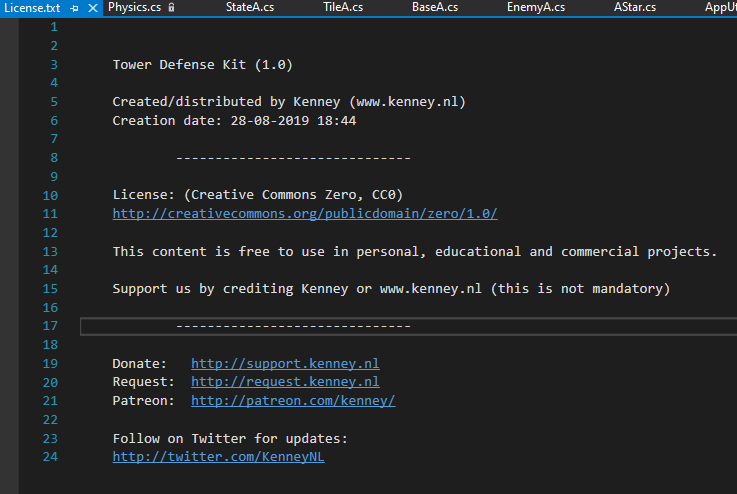 License.txt Physics.cs StateA.cs TileA.cs BaseA.cs EnemyA.cs AStar.cs
1
2
3 Tower Defense Kit (1.0)
4
5 Created/distributed by Kenney (www.kenney.nl)
6 Creation date: 28-08-2019 18:44
7
8 ------------------------------
9
10 License: (Creative Commons Zero, CC0)
11 http://creativecommons.org/publicdomain/zero/1.0/
12
13 This content is free to use in personal, educational and commercial projects.
14
15 Support us by crediting Kenney or www.kenney.nl (this is not mandatory)
16
17 ------------------------------
18
19 Donate: http://support.kenney.nl
20 Request: http://request.kenney.nl
21 Patreon: http://patreon.com/kenney/
22
23 Follow on Twitter for updates:
24 http://twitter.com/KenneyNL